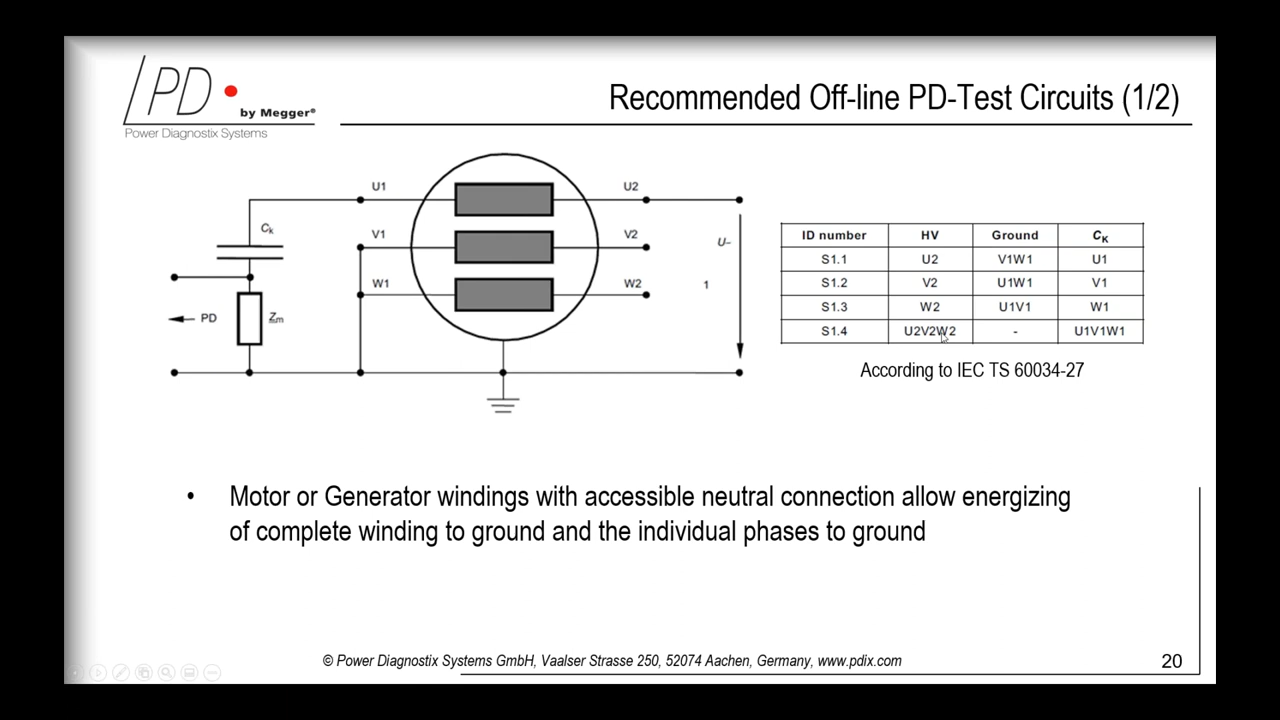 PD
by Megger®
Power Diagnostix Systems
Recommended Off-line PD-Test Circuits (1/2)
U1
U2
Ck
V1
V2
U~
W1
W2
1
PD
Zm
ID number HV Ground CK
S1.1 U2 V1W1 U1
S1.2 V2 U1W1 V1
S1.3 W2 U1V1 W1
S1.4 U2V2W2 - U1V1W1
According to IEC TS 60034-27
• Motor or Generator windings with accessible neutral connection allow energizing
of complete winding to ground and the individual phases to ground
© Power Diagnostix Systems GmbH, Vaalser Strasse 250, 52074 Aachen, Germany, www.pdix.com
20